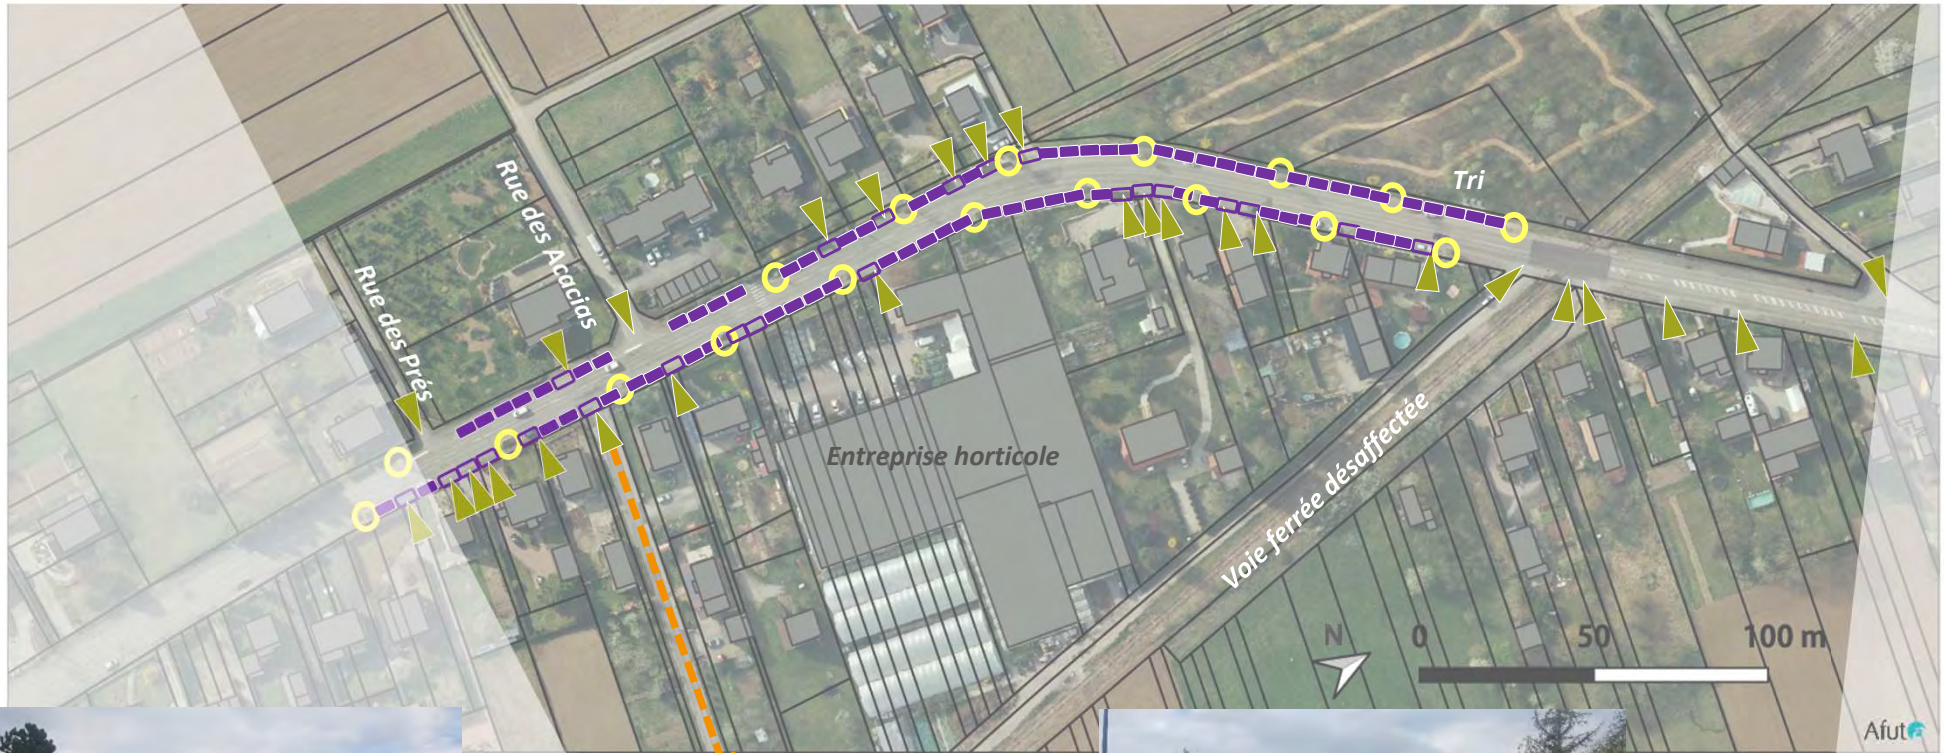 Tri
Rue des Acacias
Rue des Prés
Entreprise horticole
Voie ferrée désaffectée
N
0 50 100 m
Afut